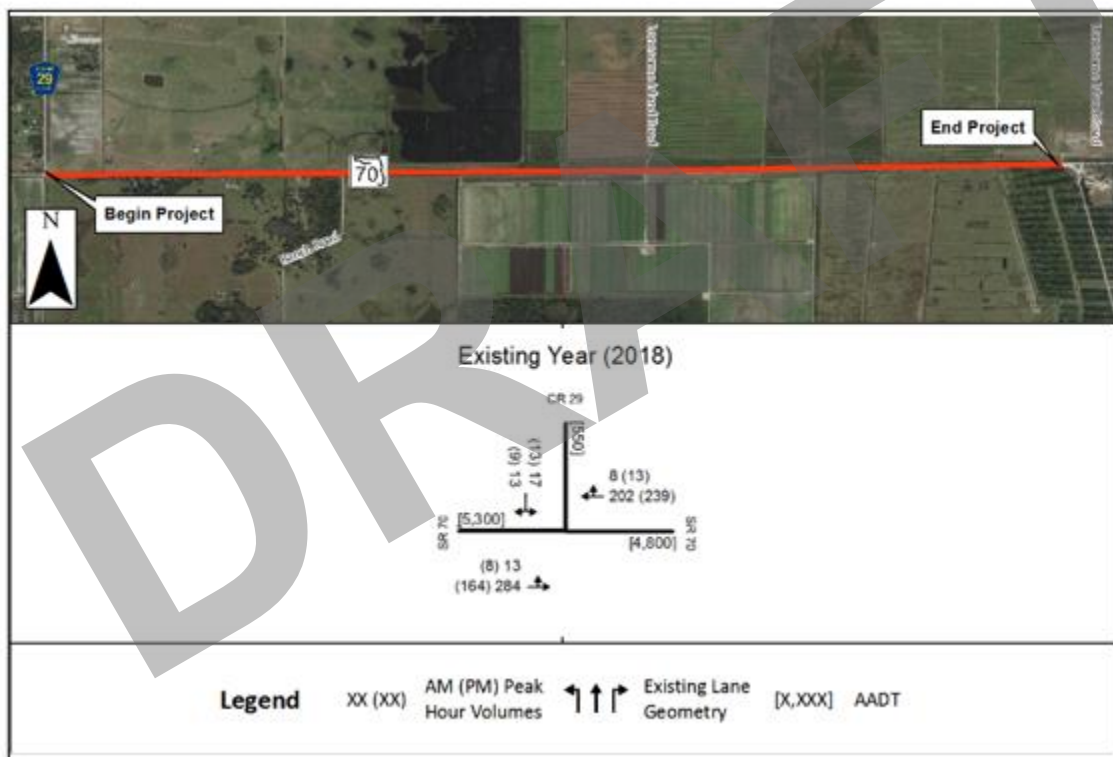 29
70
Begin Project
End Project
N
DRAFT
Existing Year (2018)
CR 29
[550]
(9) 13
(13) 17
8 (13)
202 (239)
SR 70
[5,300]
[4,800]
SR 70
(8) 13
(164) 284
Legend
XX (XX)
AM (PM) Peak
Hour Volumes
Existing Lane
Geometry
[X,XXX]
AADT